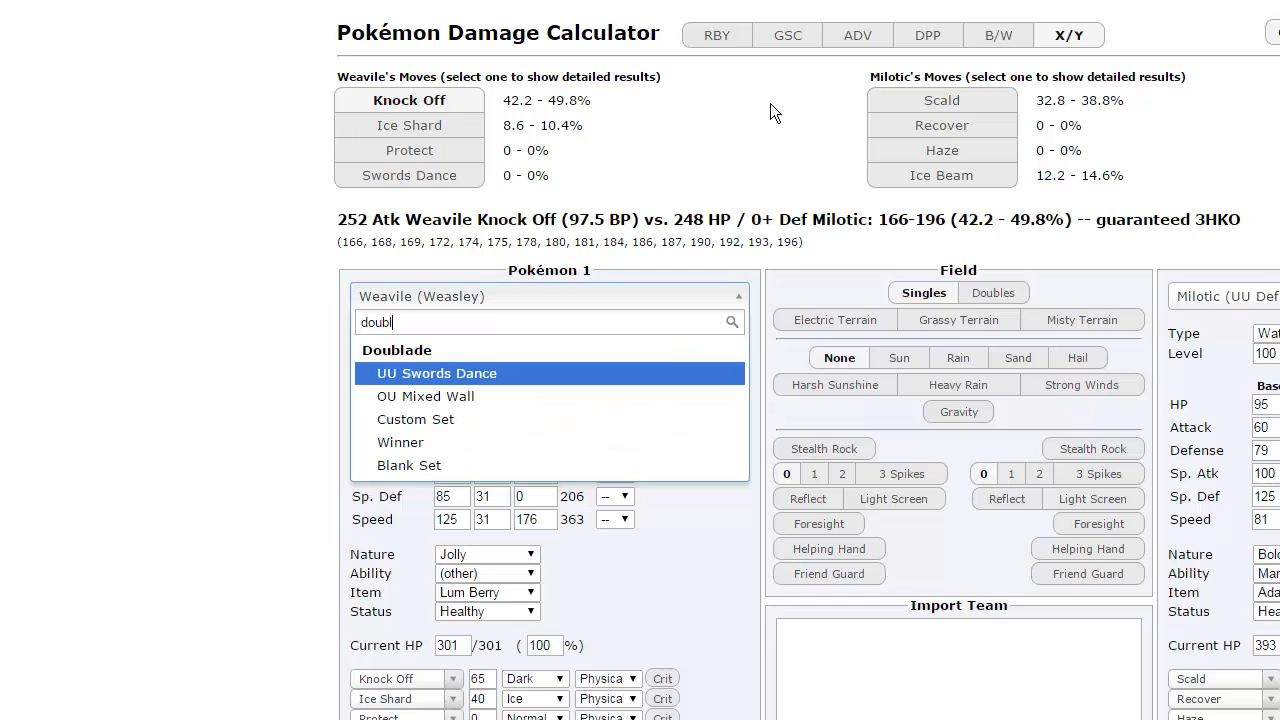 Pokémon Damage Calculator RBY GSC ADV DPP B/W X/Y
Weavile's Moves (select one to show detailed results)
Knock Off 42.2 - 49.8%
Ice Shard 8.6 - 10.4%
Protect 0 - 0%
Swords Dance 0 - 0%
Milotic's Moves (select one to show detailed results)
Scald 32.8 - 38.8%
Recover 0 - 0%
Haze 0 - 0%
Ice Beam 12.2 - 14.6%
252 Atk Weavile Knock Off (97.5 BP) vs. 248 HP / 0+ Def Milotic: 166-196 (42.2 - 49.8%) -- guaranteed 3HKO
(166, 168, 169, 172, 174, 175, 178, 180, 181, 184, 186, 187, 190, 192, 193, 196)
Pokémon 1
Weavile (Weasley)
doubl
Doublade
UU Swords Dance
OU Mixed Wall
Custom Set
Winner
Blank Set
Sp. Def 85 31 0 206 --
Speed 125 31 176 363 --
Nature Jolly
Ability (other)
Item Lum Berry
Status Healthy
Current HP 301 /301 ( 100 %)
Knock Off 65 Dark Physica Crit
Ice Shard 40 Ice Physica Crit
Protect 0 Normal Physica Crit
Field
Singles Doubles
Electric Terrain Grassy Terrain Misty Terrain
None Sun Rain Sand Hail
Harsh Sunshine Heavy Rain Strong Winds
Gravity
Stealth Rock Stealth Rock
0 1 2 3 Spikes 0 1 2 3 Spikes
Reflect Light Screen Reflect Light Screen
Foresight Foresight
Helping Hand Helping Hand
Friend Guard Friend Guard
Import Team
Milotic (UU Def
Type Wat
Level 100
Base
HP 95
Attack 60
Defense 79
Sp. Atk 100
Sp. Def 125
Speed 81
Nature Bol
Ability Mar
Item Ada
Status Hea
Current HP 393
Scald
Recover
Haze